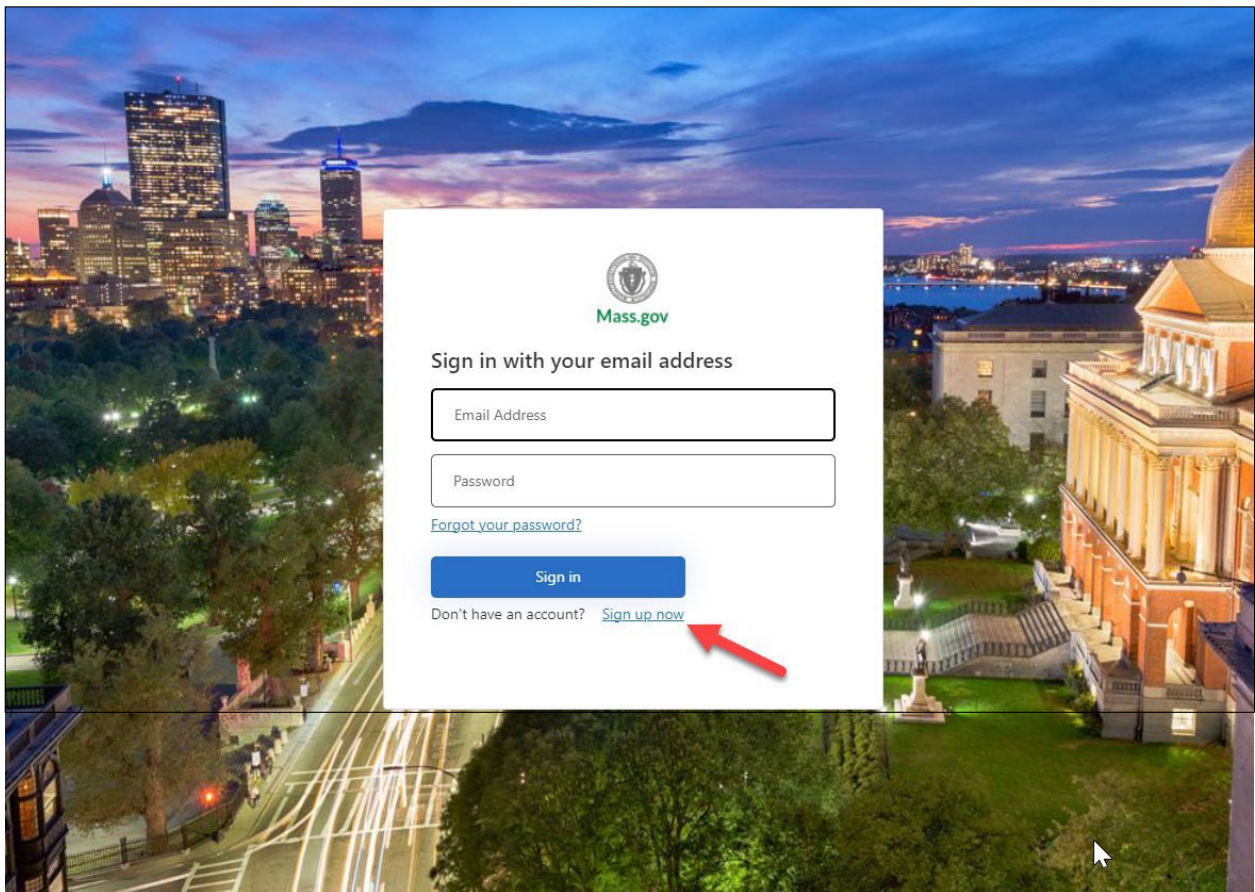 Mass.gov
Sign in with your email address
Email Address
Password
Forgot your password?
Sign in
Don't have an account? Sign up now